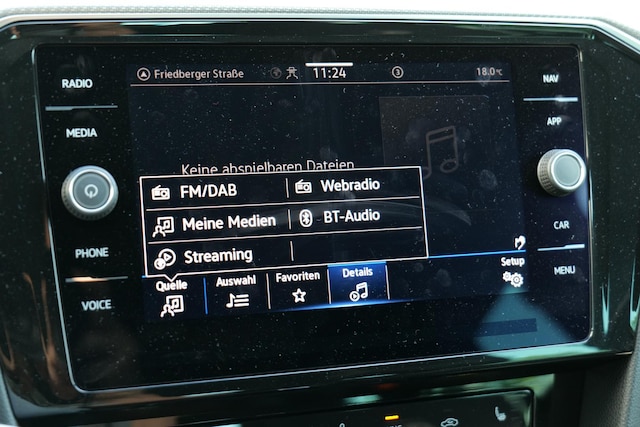 RADIO
MEDIA
PHONE
VOICE
Friedberger Straße 11:24 3 18.0°C
Keine abspielbaren Dateien
FM/DAB Webradio
Meine Medien BT-Audio
Streaming
Quelle Auswahl Favoriten Details Setup
NAV
APP
CAR
MENU